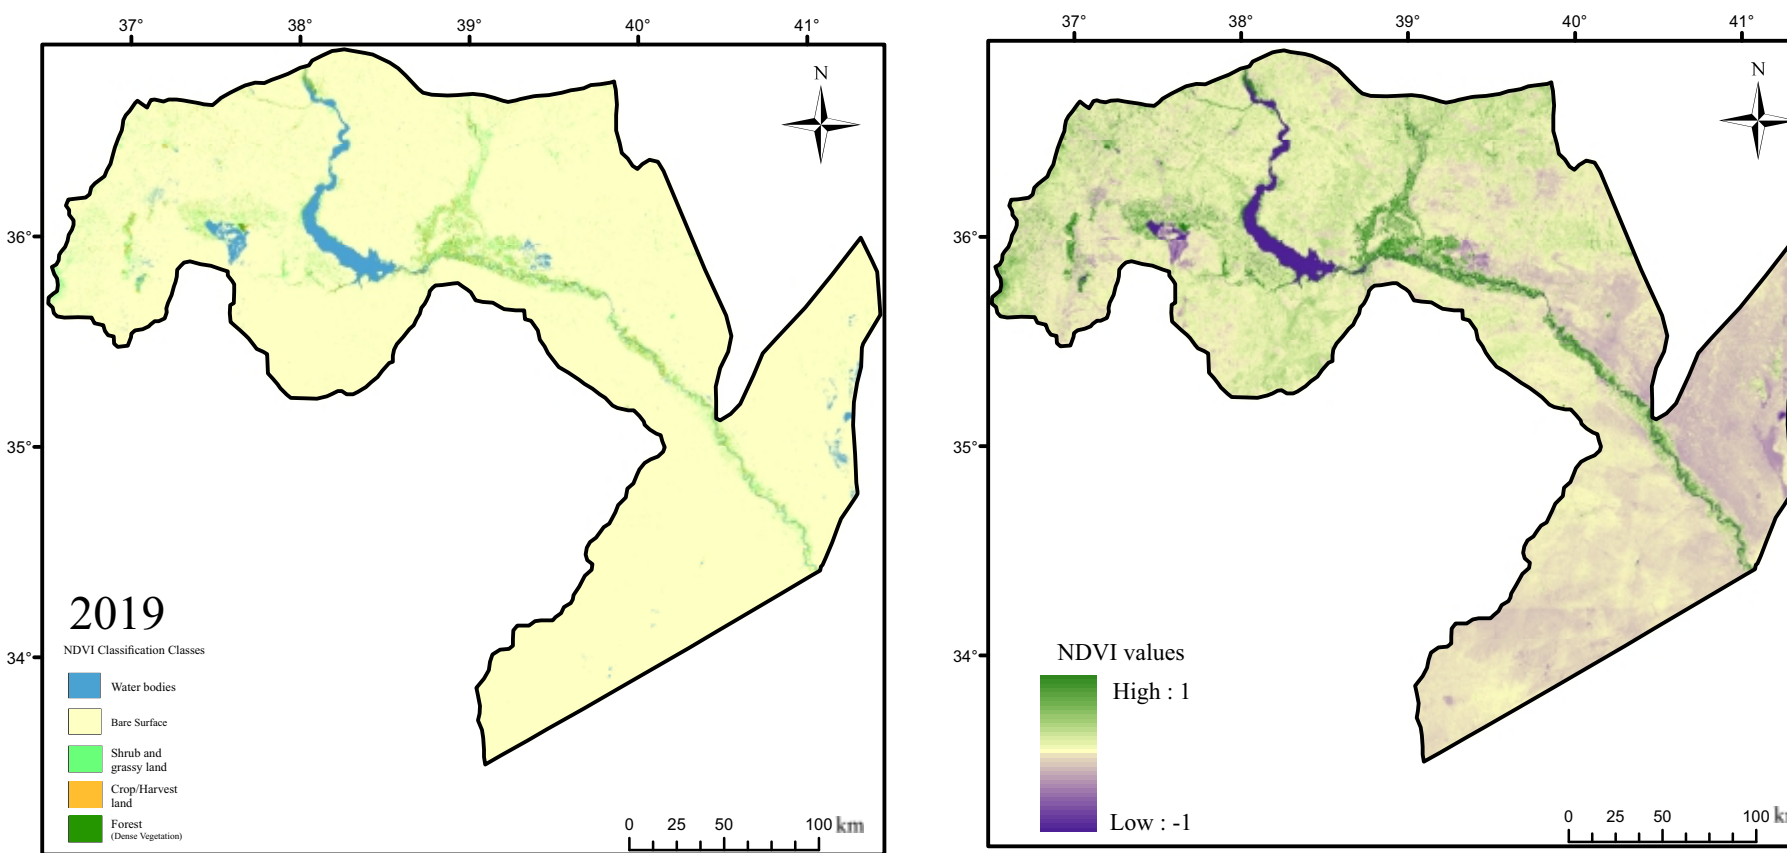 37° 38° 39° 40° 41°
N
36°
35°
34°
2019
NDVI Classification Classes
Water bodies
Bare Surface
Shrub and
grassy land
Crop/Harvest
land
Forest
(Dense Vegetation)
0 25 50 100 km
37° 38° 39° 40° 41°
N
36°
35°
34°
NDVI values
High : 1
Low : -1
0 25 50 100 k